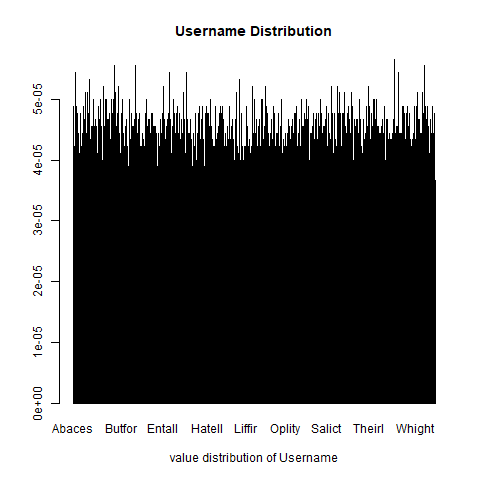 Username Distribution
5e-05
4e-05
3e-05
2e-05
1e-05
0e+00
Abaces Butfor Entall Hatell Liffir Oplity Salict Theirl Whight
value distribution of Username